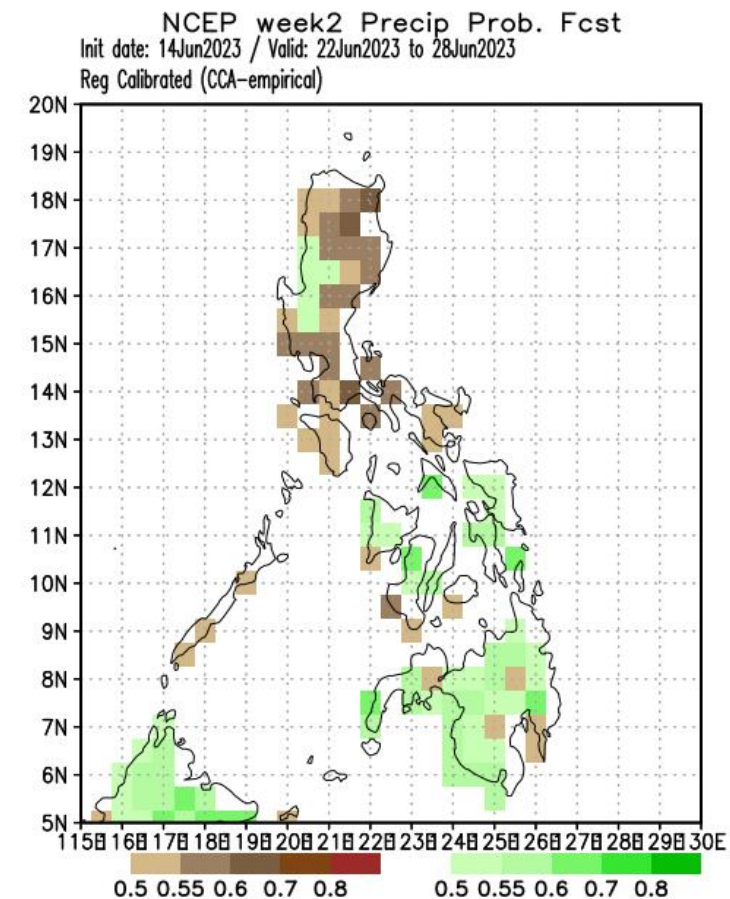 NCEP week2 Precip Prob. Fcst
Init date: 14Jun2023 / Valid: 22Jun2023 to 28Jun2023
Reg Calibrated (CCA-empirical)
20N
19N
18N
17N
16N
15N
14N
13N
12N
11N
10N
9N
8N
7N
6N
5N
115E 116E 117E 118E 119E 120E 121E 122E 123E 124E 125E 126E 127E 128E 129E 130E
0.5 0.55 0.6 0.7 0.8 0.5 0.55 0.6 0.7 0.8